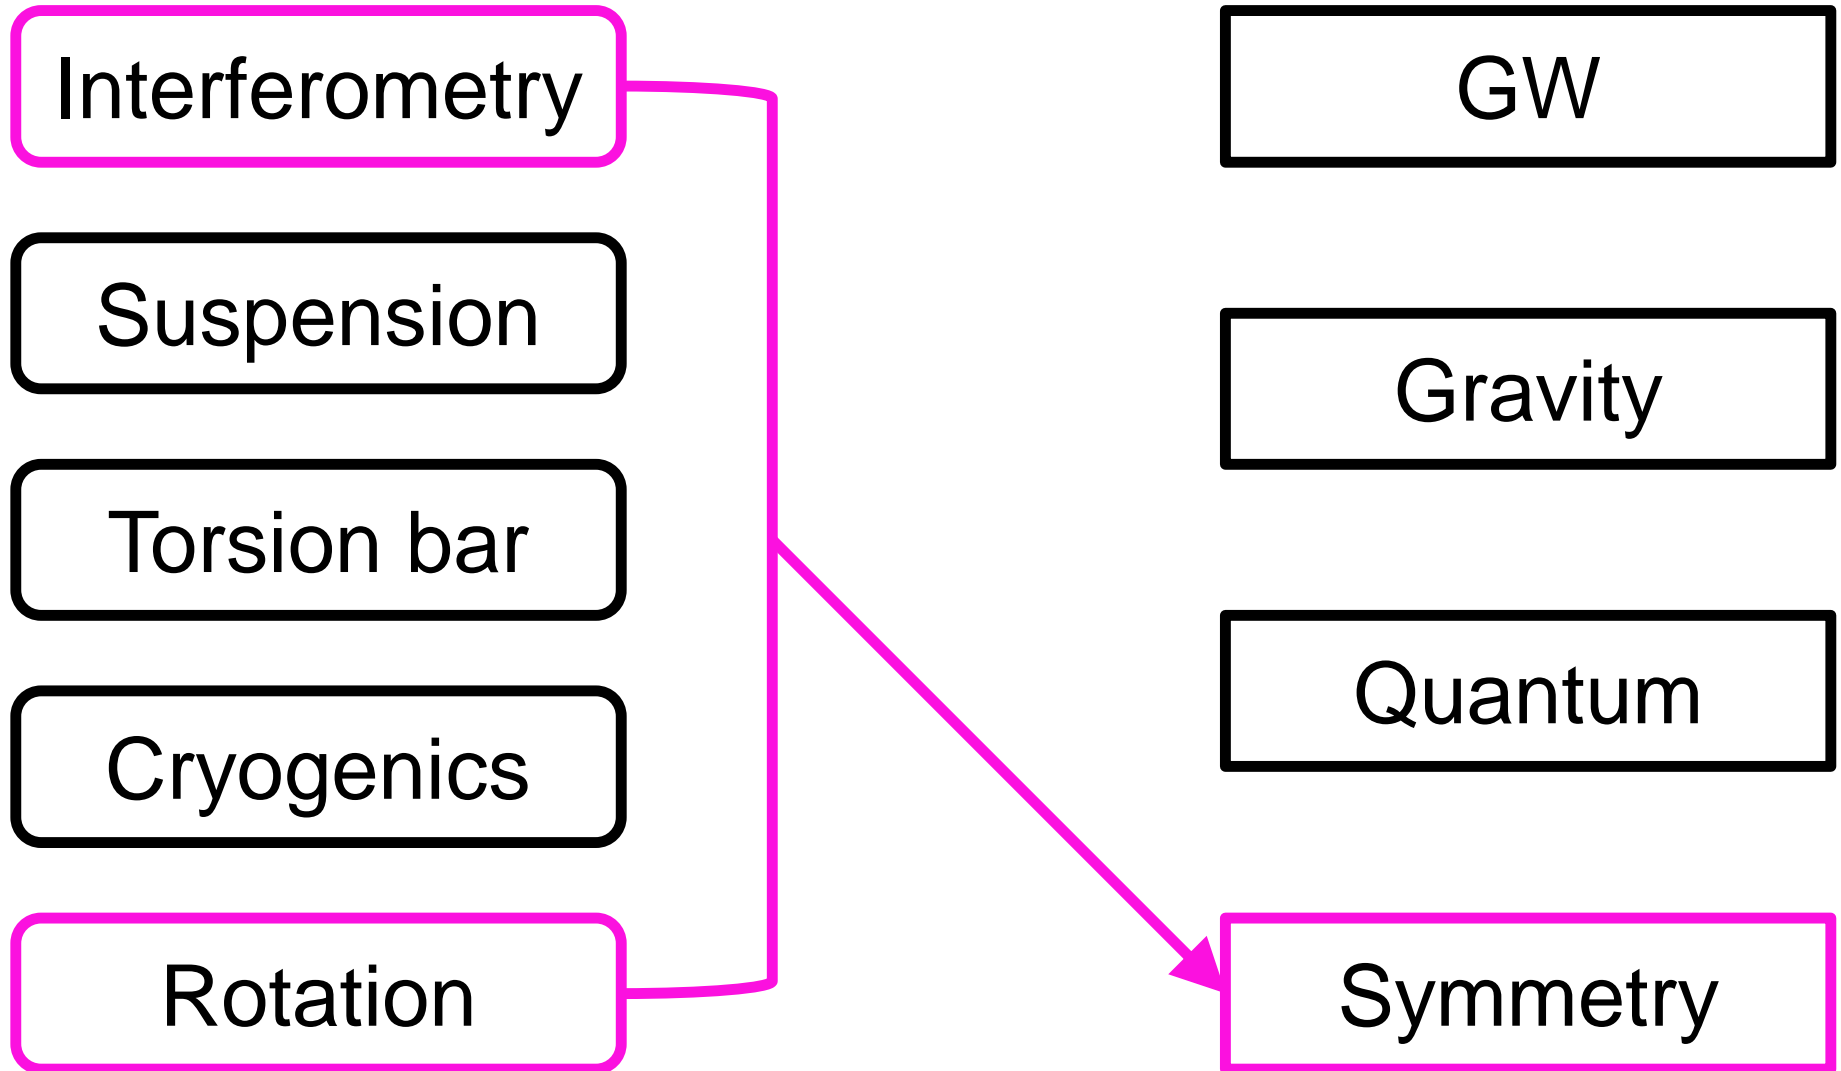 Interferometry
Suspension
Torsion bar
Cryogenics
Rotation
GW
Gravity
Quantum
Symmetry